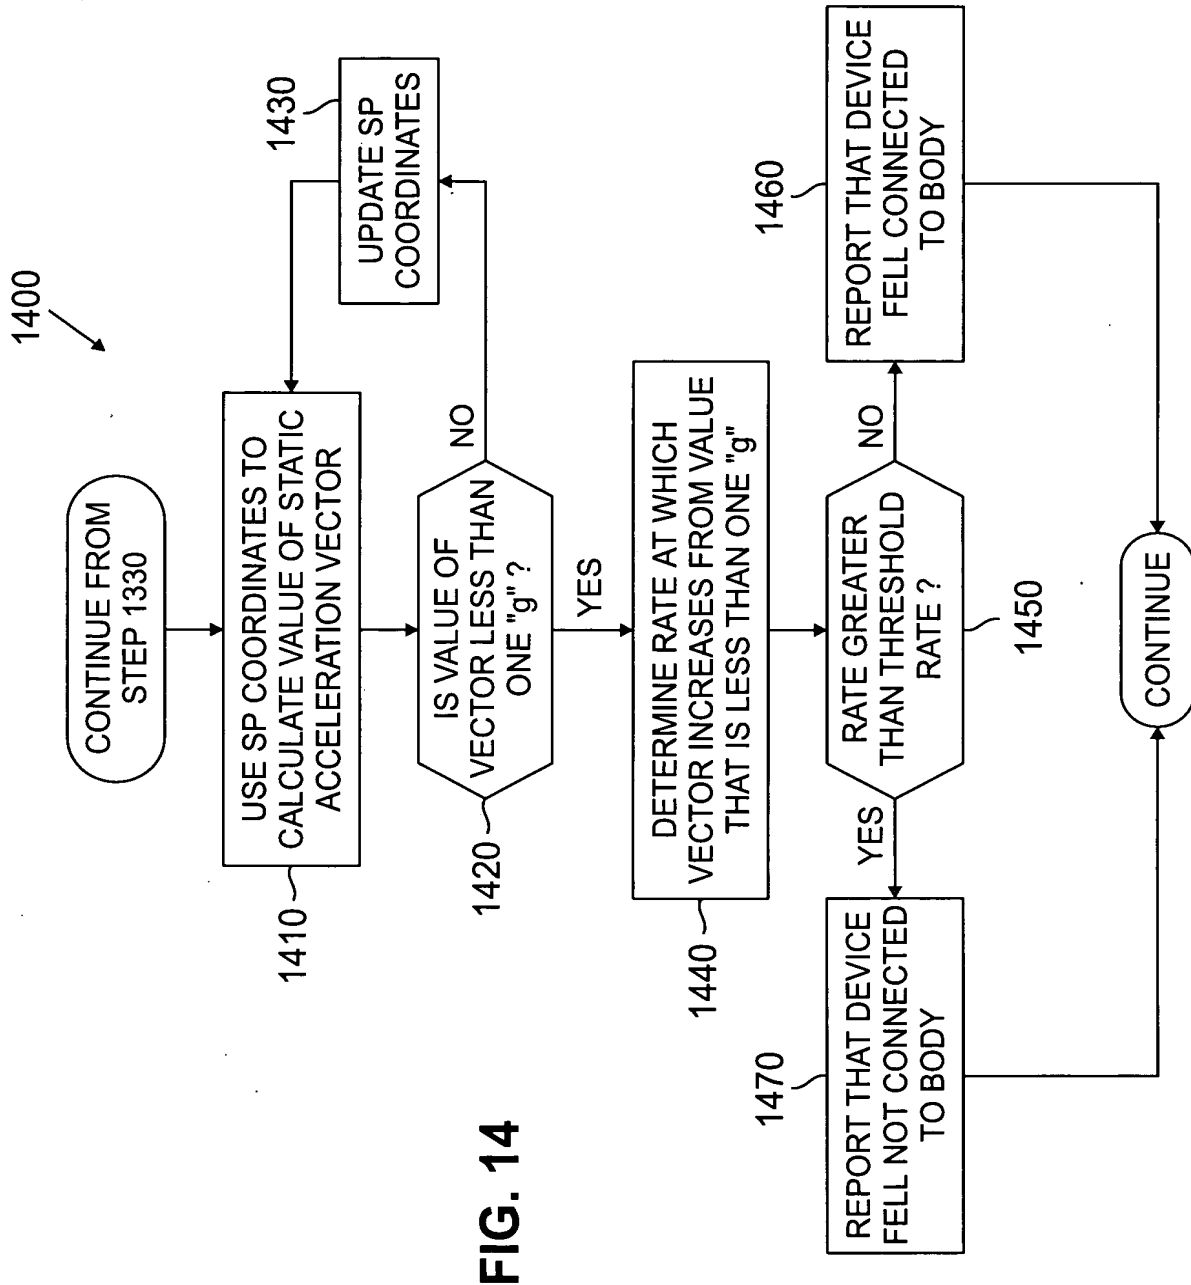 1400
CONTINUE FROM
STEP 1330
USE SP COORDINATES TO
CALCULATE VALUE OF STATIC
ACCELERATION VECTOR
1410
UPDATE SP
COORDINATES
1430
IS VALUE OF
VECTOR LESS THAN
ONE "g" ?
1420
NO
YES
DETERMINE RATE AT WHICH
VECTOR INCREASES FROM VALUE
THAT IS LESS THAN ONE "g"
1440
RATE GREATER
THAN THRESHOLD
RATE ?
1450
YES
NO
REPORT THAT DEVICE
FELL NOT CONNECTED
TO BODY
1470
REPORT THAT DEVICE
FELL CONNECTED
TO BODY
1460
CONTINUE
FIG. 14